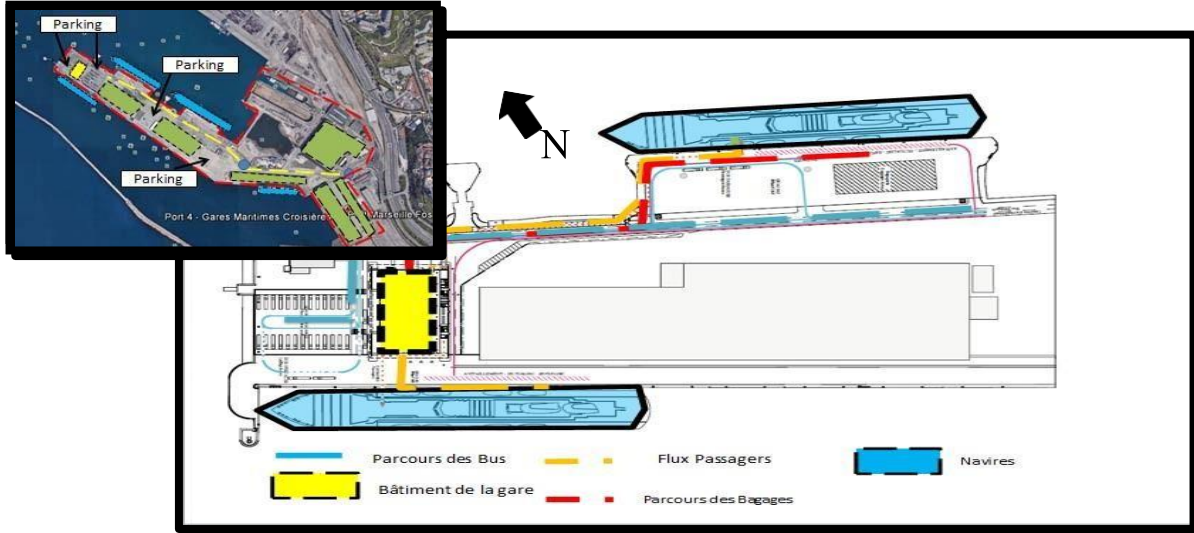 Parking
Parking
Parking
Port 4 - Gares Maritimes Croisières
Marseille Fos
N
Parcours des Bus
Flux Passagers
Navires
Bâtiment de la gare
Parcours des Bagages